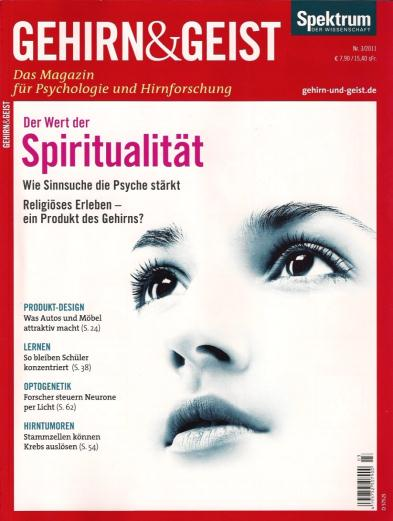 GEHIRN&GEIST
Spektrum
DER WISSENSCHAFT
Nr. 3/2011
€ 7,90 / 15,40 sFr.
Das Magazin
für Psychologie und Hirnforschung
gehirn-und-geist.de
GEHIRN&GEIST
Der Wert der
Spiritualität
Wie Sinnsuche die Psyche stärkt
Religiöses Erleben –
ein Produkt des Gehirns?
PRODUKT-DESIGN
Was Autos und Möbel
attraktiv macht (S. 24)
LERNEN
So bleiben Schüler
konzentriert (S. 38)
OPTOGENETIK
Forscher steuern Neurone
per Licht (S. 62)
HIRNTUMOREN
Stammzellen können
Krebs auslösen (S. 54)